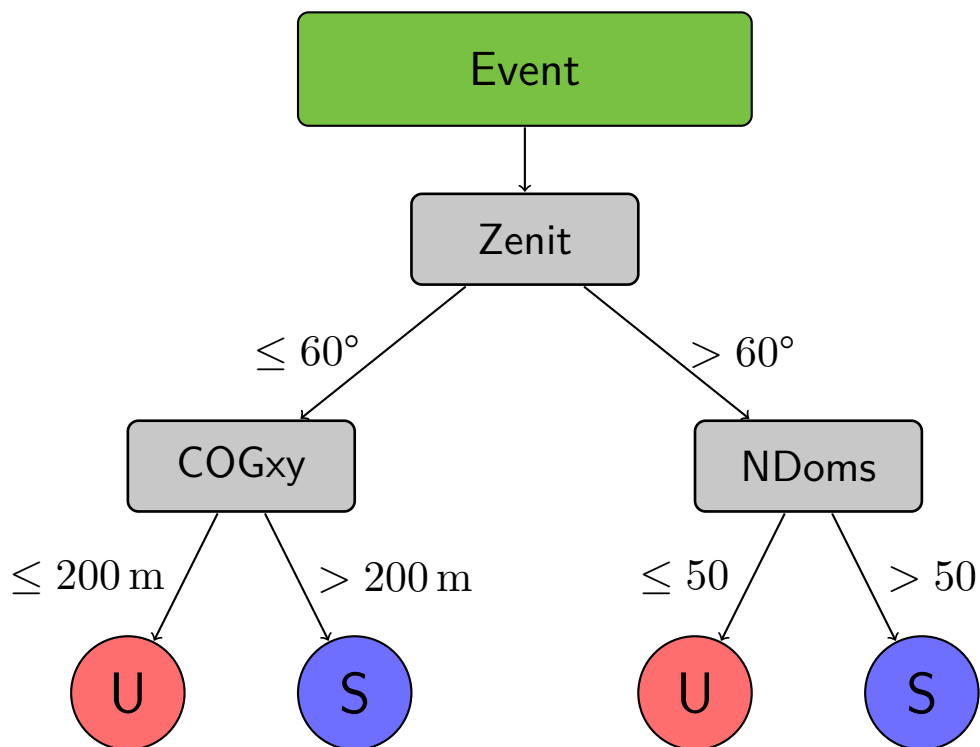 Event
Zenit
≤ 60°
> 60°
COGxy
NDoms
≤ 200 m
> 200 m
≤ 50
> 50
U
S
U
S